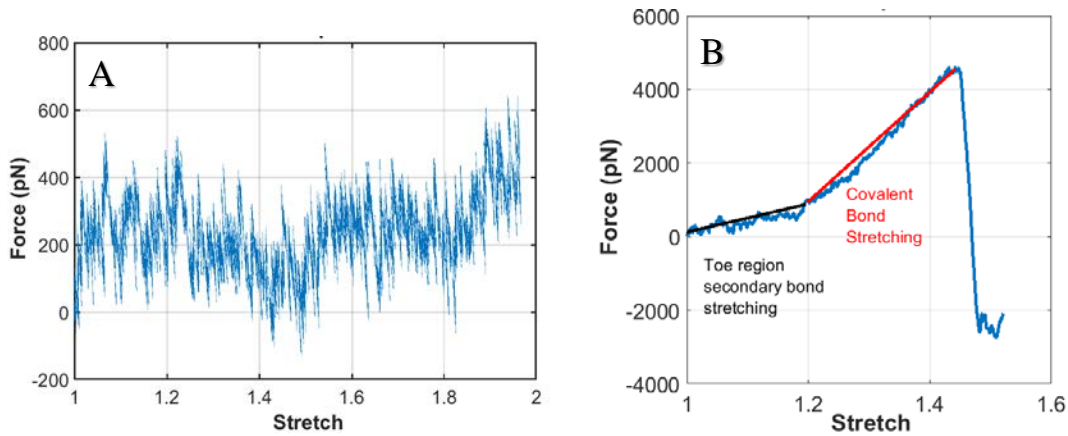 A
800
600
400
200
0
-200
Force (pN)
1
1.2
1.4
1.6
1.8
2
Stretch
B
6000
4000
2000
0
-2000
-4000
Force (pN)
Covalent
Bond
Stretching
Toe region
secondary bond
stretching
1
1.2
1.4
1.6
Stretch